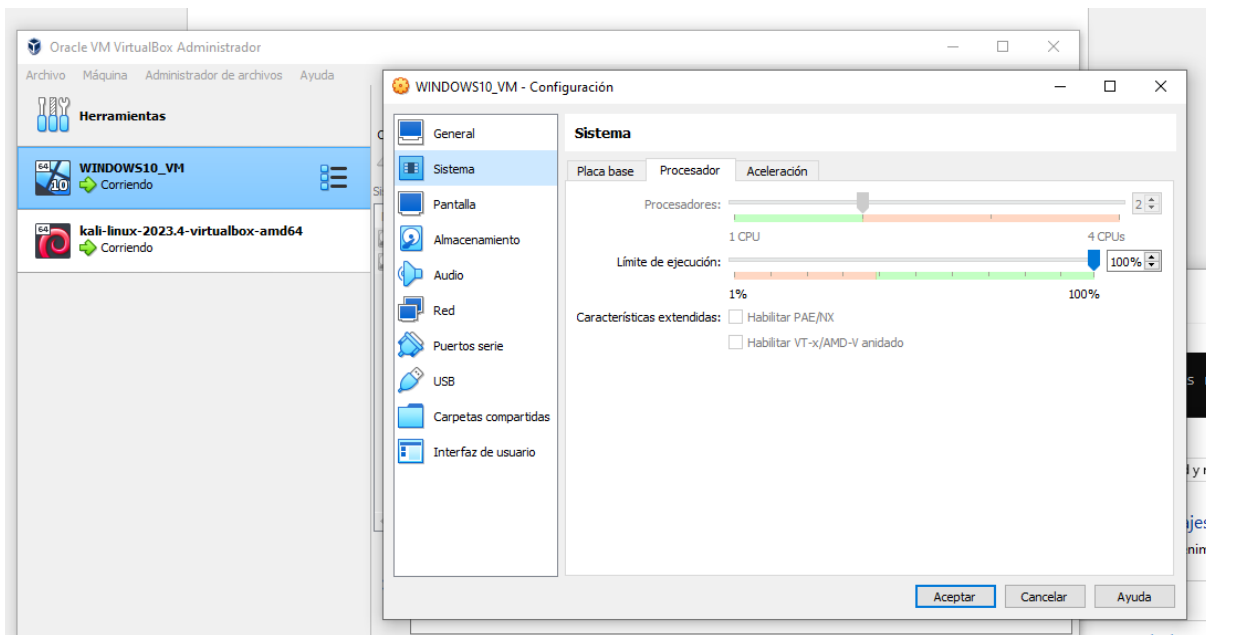 Oracle VM VirtualBox Administrador
Archivo Máquina Administrador de archivos Ayuda
Herramientas
64
10
WINDOWS10_VM
Corriendo
64
kali-linux-2023.4-virtualbox-amd64
Corriendo
WINDOWS10_VM - Configuración
General
Sistema
Pantalla
Almacenamiento
Audio
Red
Puertos serie
USB
Carpetas compartidas
Interfaz de usuario
Sistema
Placa base Procesador Aceleración
Procesadores: 2
1 CPU 4 CPUs
Límite de ejecución: 100%
1% 100%
Características extendidas: Habilitar PAE/NX
Habilitar VT-x/AMD-V anidado
Aceptar Cancelar Ayuda